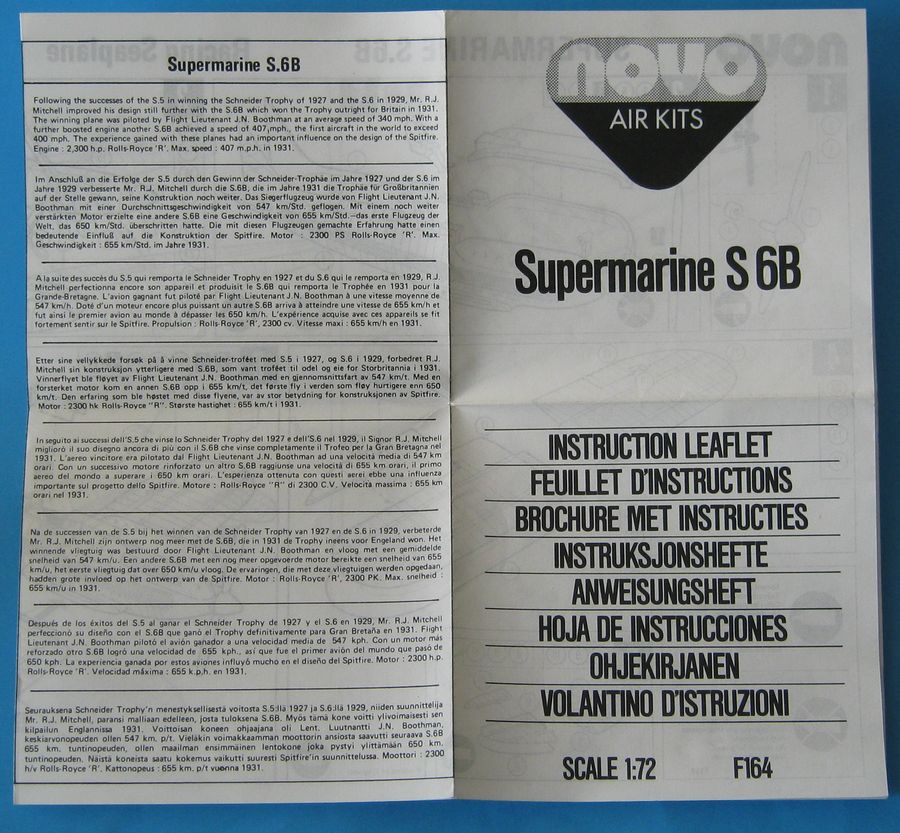 Supermarine S.6B
Following the successes of the S.5 in winning the Schneider Trophy of 1927 and the S.6 in 1929, Mr. R.J.
Mitchell improved his design still further with the S.6B which won the Trophy outright for Britain in 1931.
The winning plane was piloted by Flight Lieutenant J.N. Boothman at an average speed of 340 mph. With a
further boosted engine another S.6B achieved a speed of 407,mph., the first aircraft in the world to exceed
400 mph. The experience gained with these planes had an important influence on the design of the Spitfire.
Engine : 2,300 h.p. Rolls-Royce 'R'. Max. speed : 407 m.p.h. in 1931.
Im Anschluß an die Erfolge der S.5 durch den Gewinn der Schneider-Trophäe im Jahre 1927 und der S.6 im
Jahre 1929 verbesserte Mr. R.J. Mitchell durch die S.6B, die im Jahre 1931 die Trophäe für Großbritannien
auf der Stelle gewann, seine Konstruktion noch weiter. Das Siegerflugzeug wurde von Flight Lieutenant J.N.
Boothman mit einer Durchschnittsgeschwindigkeit von 547 km/Std. geflogen. Mit einem noch weiter
verstärkten Motor erzielte eine andere S.6B eine Geschwindigkeit von 655 km/Std.—das erste Flugzeug der
Welt, das 650 km/Std. überschritten hatte. Die mit diesen Flugzeugen gemachte Erfahrung hatte einen
bedeutende Einfluß auf die Konstruktion der Spitfire. Motor : 2300 PS Rolls-Royce 'R'. Max.
Geschwindigkeit : 655 km/Std. im Jahre 1931.
A la suite des succès du S.5 qui remporta le Schneider Trophy en 1927 et du S.6 qui le remporta en 1929, R.J.
Mitchell perfectionna encore son appareil et produisit le S.6B qui remporta le Trophée en 1931 pour la
Grande-Bretagne. L'avion gagnant fut piloté par Flight Lieutenant J.N. Boothman à une vitesse moyenne de
547 km/h. Doté d'un moteur encore plus puissant un autre S.6B arriva à atteindre une vitesse de 655 km/h et
fut ainsi le premier avion au monde à dépasser les 650 km/h. L'expérience acquise avec ces appareils se fit
fortement sentir sur le Spitfire. Propulsion : Rolls-Royce 'R', 2300 cv. Vitesse maxi : 655 km/h en 1931.
Etter sine vellykkede forsøk på å vinne Schneider-troféet med S.5 i 1927, og S.6 i 1929, forbedret R.J.
Mitchell sin konstruksjon ytterligere med S.6B, som vant troféet til odel og eie for Storbritannia i 1931.
Vinnerflyet ble fløyet av Flight Lieutenant J.N. Boothman med en gjennomsnittsfart av 547 km/t. Med en
forsterket motor kom en annen S.6B opp i 655 km/t, det første fly i verden som fløy hurtigere enn 650
km/t. Den erfaring som ble høstet med disse flyene, var av stor betydning for konstruksjonen av Spitfire.
Motor : 2300 hk Rolls-Royce "R". Største hastighet : 655 km/t i 1931.
In seguito ai successi dell'S.5 che vinse lo Schneider Trophy del 1927 e dell'S.6 nel 1929, il Signor R.J. Mitchell
migliorò il suo disegno ancora di più con il S.6B che vinse completamente il Trofeo per la Gran Bretagna nel
1931. L'aereo vincitore era pilotato dal Flight Lieutenant J.N. Boothman ad una velocità media di 547 km
orari. Con un successivo motore rinforzato un altro S.6B raggiunse una velocità di 655 km orari, il primo
aereo del mondo a superare i 650 km orari. L'esperienza ottenuta con questi aerei ebbe una influenza
importante sul progetto dello Spitfire. Motore : Rolls-Royce "R" di 2300 C.V. Velocità massima : 655 km
orari nel 1931.
Na de successen van de S.5 bij het winnen van de Schneider Trophy van 1927 en de S.6 in 1929, verbeterde
Mr. R.J. Mitchell zijn ontwerp nog meer met de S.6B, die in 1931 de Trophy ineens voor Engeland won. Het
winnende vliegtuig was bestuurd door Flight Lieutenant J.N. Boothman en vloog met een gemiddelde
snelheid van 547 km/u. Een andere S.6B met een nog meer opgevoerde motor bereikte een snelheid van 655
km/u, het eerste vliegtuig dat over 650 km/u vloog. De ervaringen, die met deze vliegtuigen werden opgedaan,
hadden grote invloed op het ontwerp van de Spitfire. Motor : Rolls-Royce 'R', 2300 PK. Max. snelheid :
655 km/u in 1931.
Después de los éxitos del S.5 al ganar el Schneider Trophy de 1927 y el S.6 en 1929, Mr. R.J. Mitchell
perfeccionó su diseño con el S.6B que ganó el Trophy definitivamente para Gran Bretaña en 1931. Flight
Lieutenant J.N. Boothman pilotó el avión ganador a una velocidad media de 547 kph. Con un motor más
reforzado otro S.6B logró una velocidad de 655 kph., así que fue el primer avión del mundo que pasó de
650 kph. La experiencia ganada por estos aviones influyó mucho en el diseño del Spitfire. Motor : 2300 h.p.
Rolls-Royce 'R'. Velocidad máxima : 655 k.p.h. en 1931.
Seurauksena Schneider Trophy'n menestyksellisestä voitosta S.5:llä 1927 ja S.6:llä 1929, niiden suunnittelija
Mr. R.J. Mitchell, paransi malliaan edelleen, josta tuloksena S.6B. Myös tämä kone voitti ylivoimaisesti sen
kilpailun Englannissa 1931. Voittoisan koneen ohjaajana oli Lent. Luutnantti J.N. Boothman,
keskiarvonopeuden ollen 547 km. p/t. Vieläkin voimakkaamman moottorin ansiosta saavutti seuraava S.6B
655 km. tuntinopeuden, ollen maailman ensimmäinen lentokone joka pystyi ylittämään 650 km.
tuntinopeuden. Näistä koneista saatu kokemus vaikutti suuresti Spitfire'in suunnittelussa. Moottori : 2300
h/v Rolls-Royce 'R'. Kattonopeus : 655 km. p/t vuonna 1931.
novo
AIR KITS
Supermarine S 6B
INSTRUCTION LEAFLET
FEUILLET D'INSTRUCTIONS
BROCHURE MET INSTRUCTIES
INSTRUKSJONSHEFTE
ANWEISUNGSHEFT
HOJA DE INSTRUCCIONES
OHJEKIRJANEN
VOLANTINO D'ISTRUZIONI
SCALE 1:72 F164